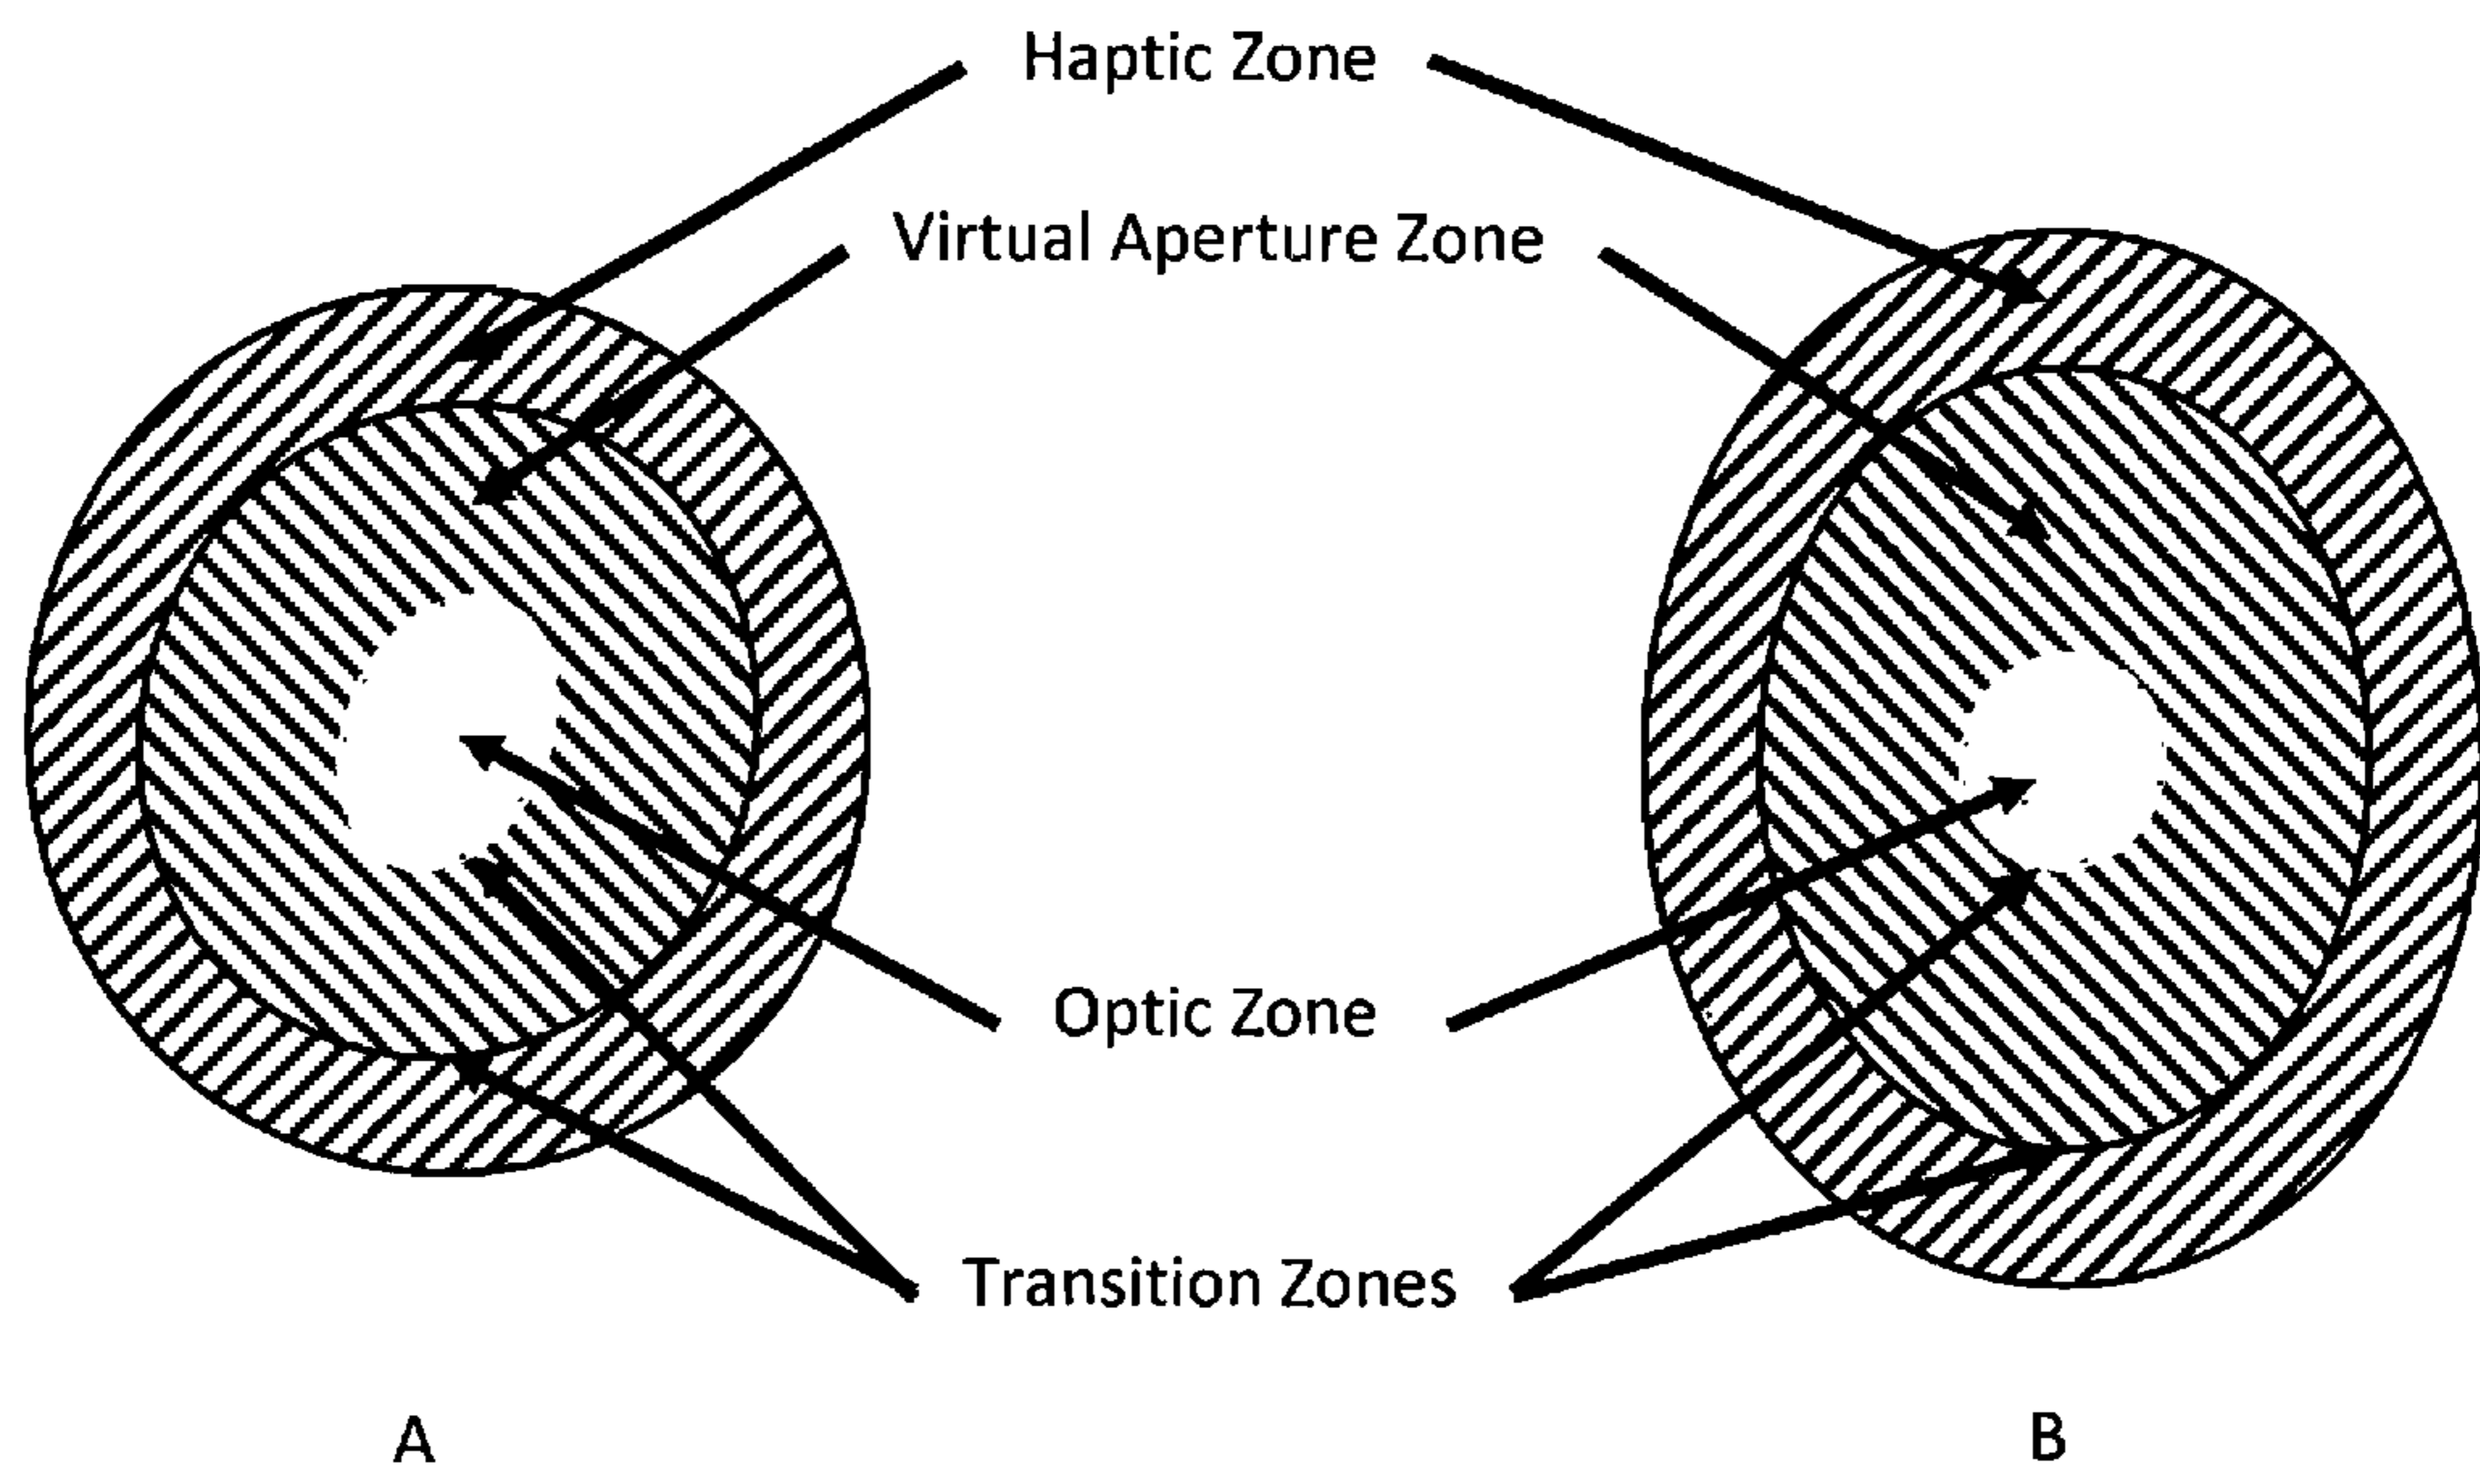 Haptic Zone
Virtual Aperture Zone
Optic Zone
Transition Zones
A
B